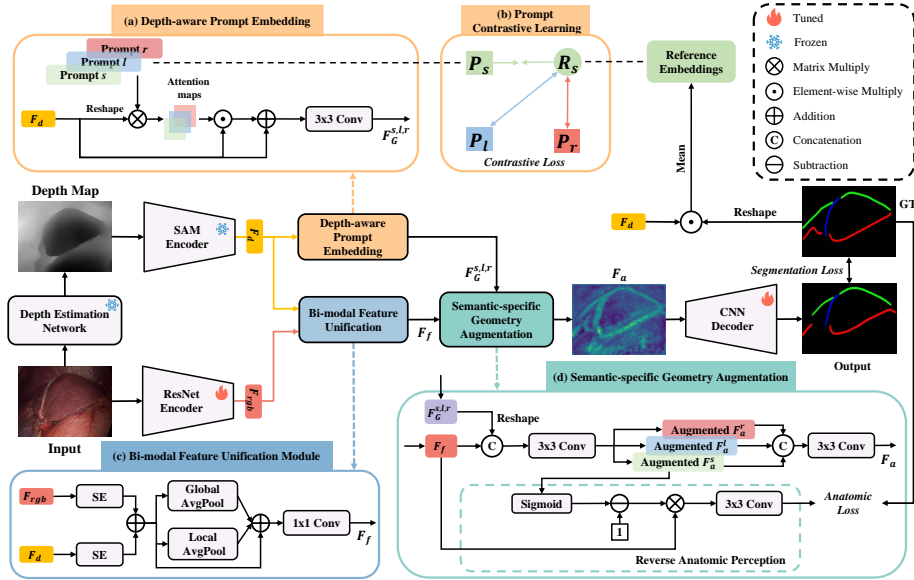 (a) Depth-aware Prompt Embedding
Prompt r
Prompt l
Prompt s
Attention
maps
F_d
Reshape
3x3 Conv
F_G^{s,l,r}
(b) Prompt
Contrastive Learning
P_s
R_s
P_l
P_r
Contrastive Loss
Reference
Embeddings
Mean
F_d
Reshape
Tuned
Frozen
Matrix Multiply
Element-wise Multiply
Addition
C
Concatenation
Subtraction
GT
Segmentation Loss
Output
Depth Map
SAM
Encoder
F_d
Depth-aware
Prompt
Embedding
F_G^{s,l,r}
Depth Estimation
Network
Bi-modal Feature
Unification
F_f
Semantic-specific
Geometry
Augmentation
F_a
CNN
Decoder
Input
ResNet
Encoder
F_rgb
(c) Bi-modal Feature Unification Module
F_rgb
SE
F_d
SE
Global
AvgPool
Local
AvgPool
1x1 Conv
F_f
(d) Semantic-specific Geometry Augmentation
F_G^{s,l,r}
Reshape
F_f
C
3x3 Conv
Augmented F_a^r
Augmented F_a^l
Augmented F_a^s
C
3x3 Conv
F_a
Sigmoid
1
3x3 Conv
Anatomic
Loss
Reverse Anatomic Perception